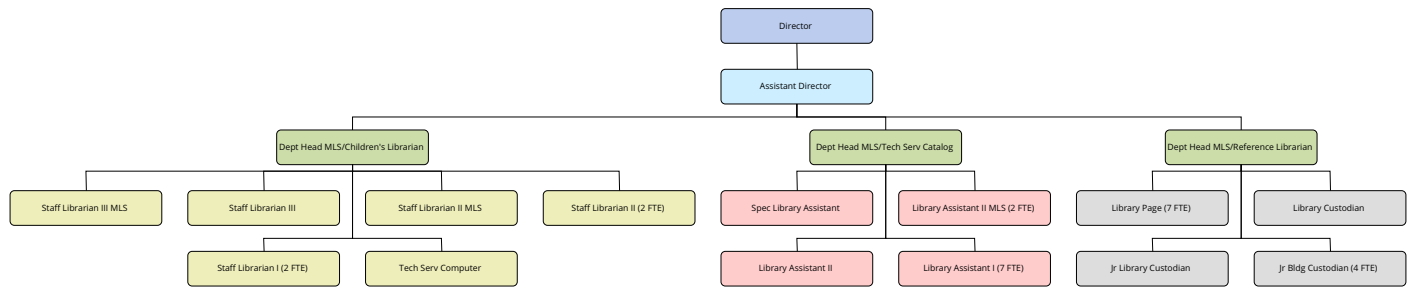 Director
Assistant Director
Dept Head MLS/Children's Librarian
Dept Head MLS/Tech Serv Catalog
Dept Head MLS/Reference Librarian
Staff Librarian III MLS
Staff Librarian III
Staff Librarian II MLS
Staff Librarian II (2 FTE)
Spec Library Assistant
Library Assistant II MLS (2 FTE)
Library Page (7 FTE)
Library Custodian
Staff Librarian I (2 FTE)
Tech Serv Computer
Library Assistant II
Library Assistant I (7 FTE)
Jr Library Custodian
Jr Bldg Custodian (4 FTE)